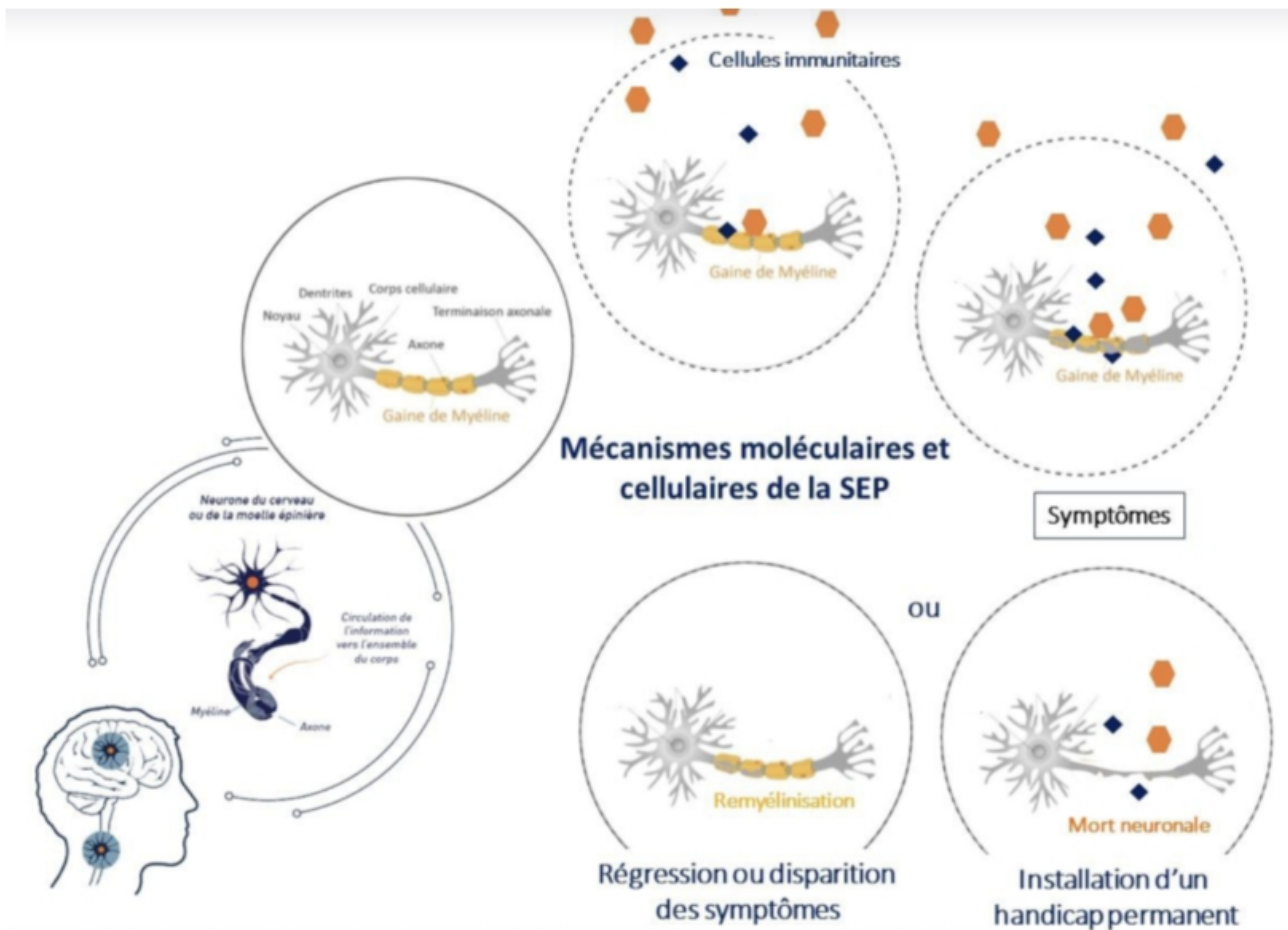 Cellules immunitaires
Gaine de Myéline
Gaine de Myéline
Dentrites
Corps cellulaire
Noyau
Terminaison axonale
Axone
Gaine de Myéline
Mécanismes moléculaires et
cellulaires de la SEP
Neurone du cerveau
ou de la moelle épinière
Circulation de
l'information
vers l'ensemble
du corps
Myéline
Axone
Symptômes
ou
Remyélinisation
Mort neuronale
Régression ou disparition
des symptômes
Installation d'un
handicap permanent